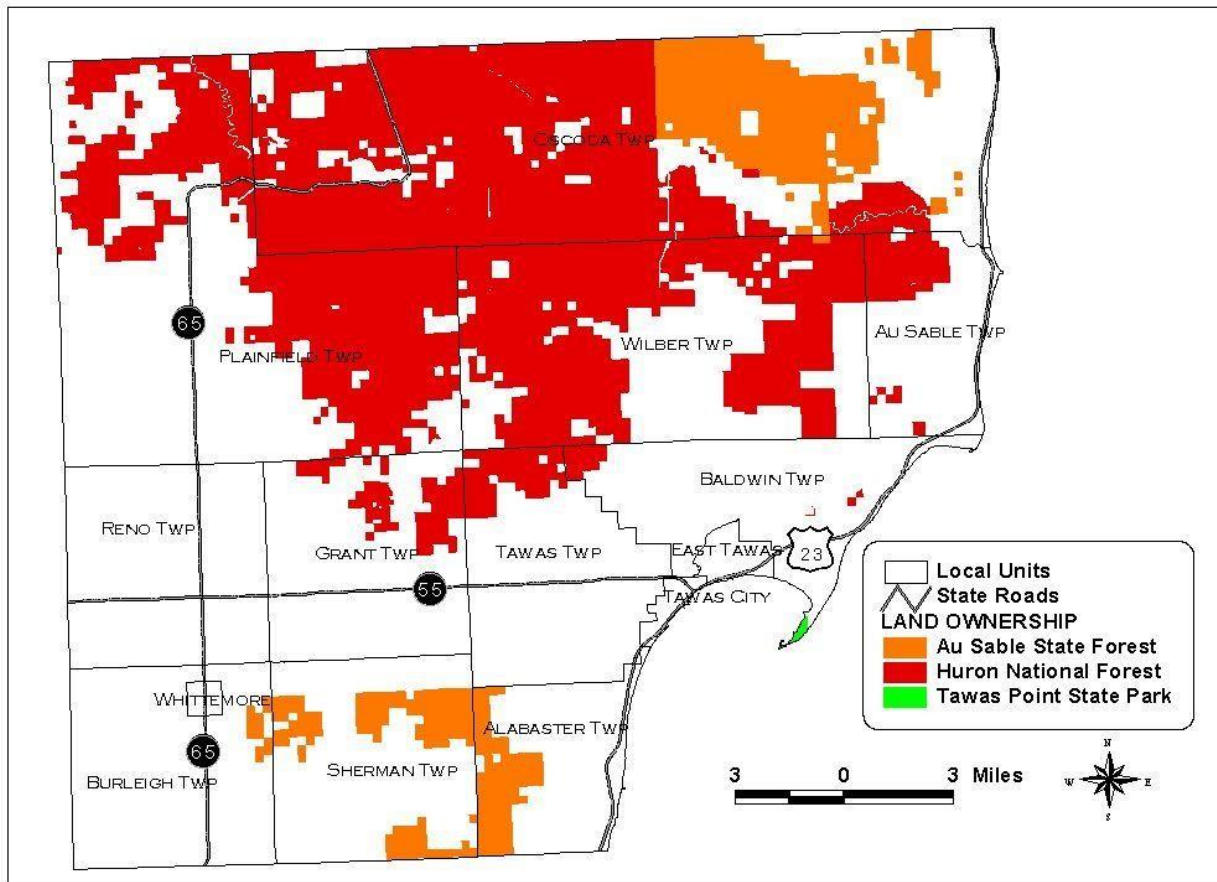 Oscoda Twp
65
Plainfield Twp
Wilber Twp
Au Sable Twp
Baldwin Twp
Reno Twp
Grant Twp
Tawas Twp
East Tawas
23
55
Tawas City
Local Units
State Roads
LAND OWNERSHIP
Au Sable State Forest
Huron National Forest
Tawas Point State Park
Whittemore
Alabaster Twp
65
Burleigh Twp
Sherman Twp
3 0 3 Miles
N
W E
S